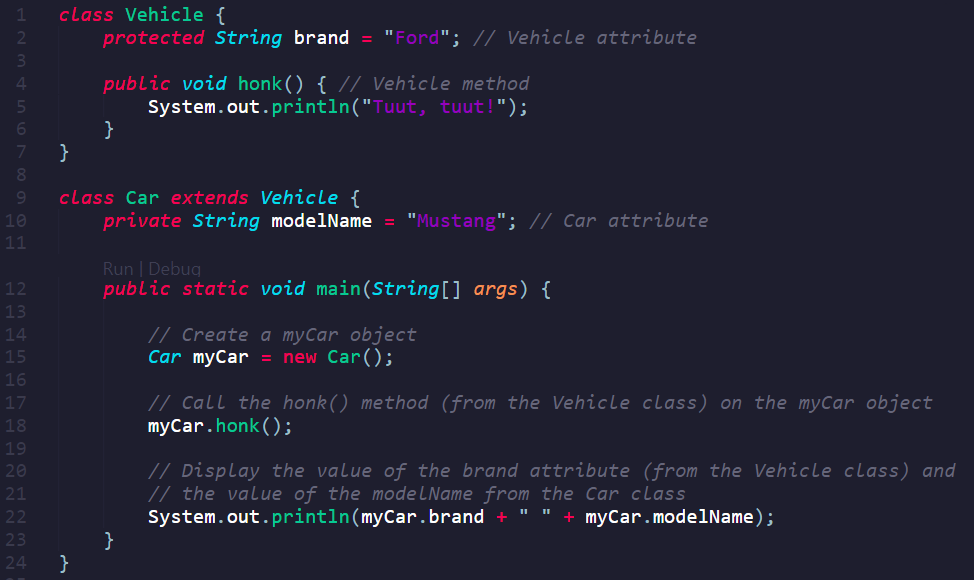 1 class Vehicle {
2     protected String brand = "Ford"; // Vehicle attribute
3
4     public void honk() { // Vehicle method
5         System.out.println("Tuut, tuut!");
6     }
7 }
8
9 class Car extends Vehicle {
10     private String modelName = "Mustang"; // Car attribute
11
Run | Debug
12     public static void main(String[] args) {
13
14         // Create a myCar object
15         Car myCar = new Car();
16
17         // Call the honk() method (from the Vehicle class) on the myCar object
18         myCar.honk();
19
20         // Display the value of the brand attribute (from the Vehicle class) and
21         // the value of the modelName from the Car class
22         System.out.println(myCar.brand + " " + myCar.modelName);
23     }
24 }